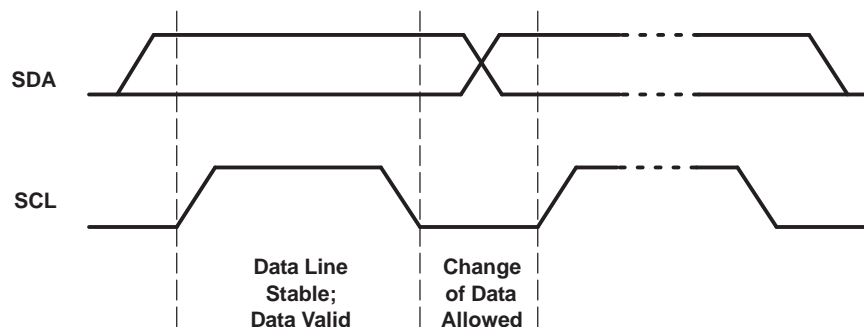 SDA
SCL
Data Line
Stable;
Data Valid
Change
of Data
Allowed